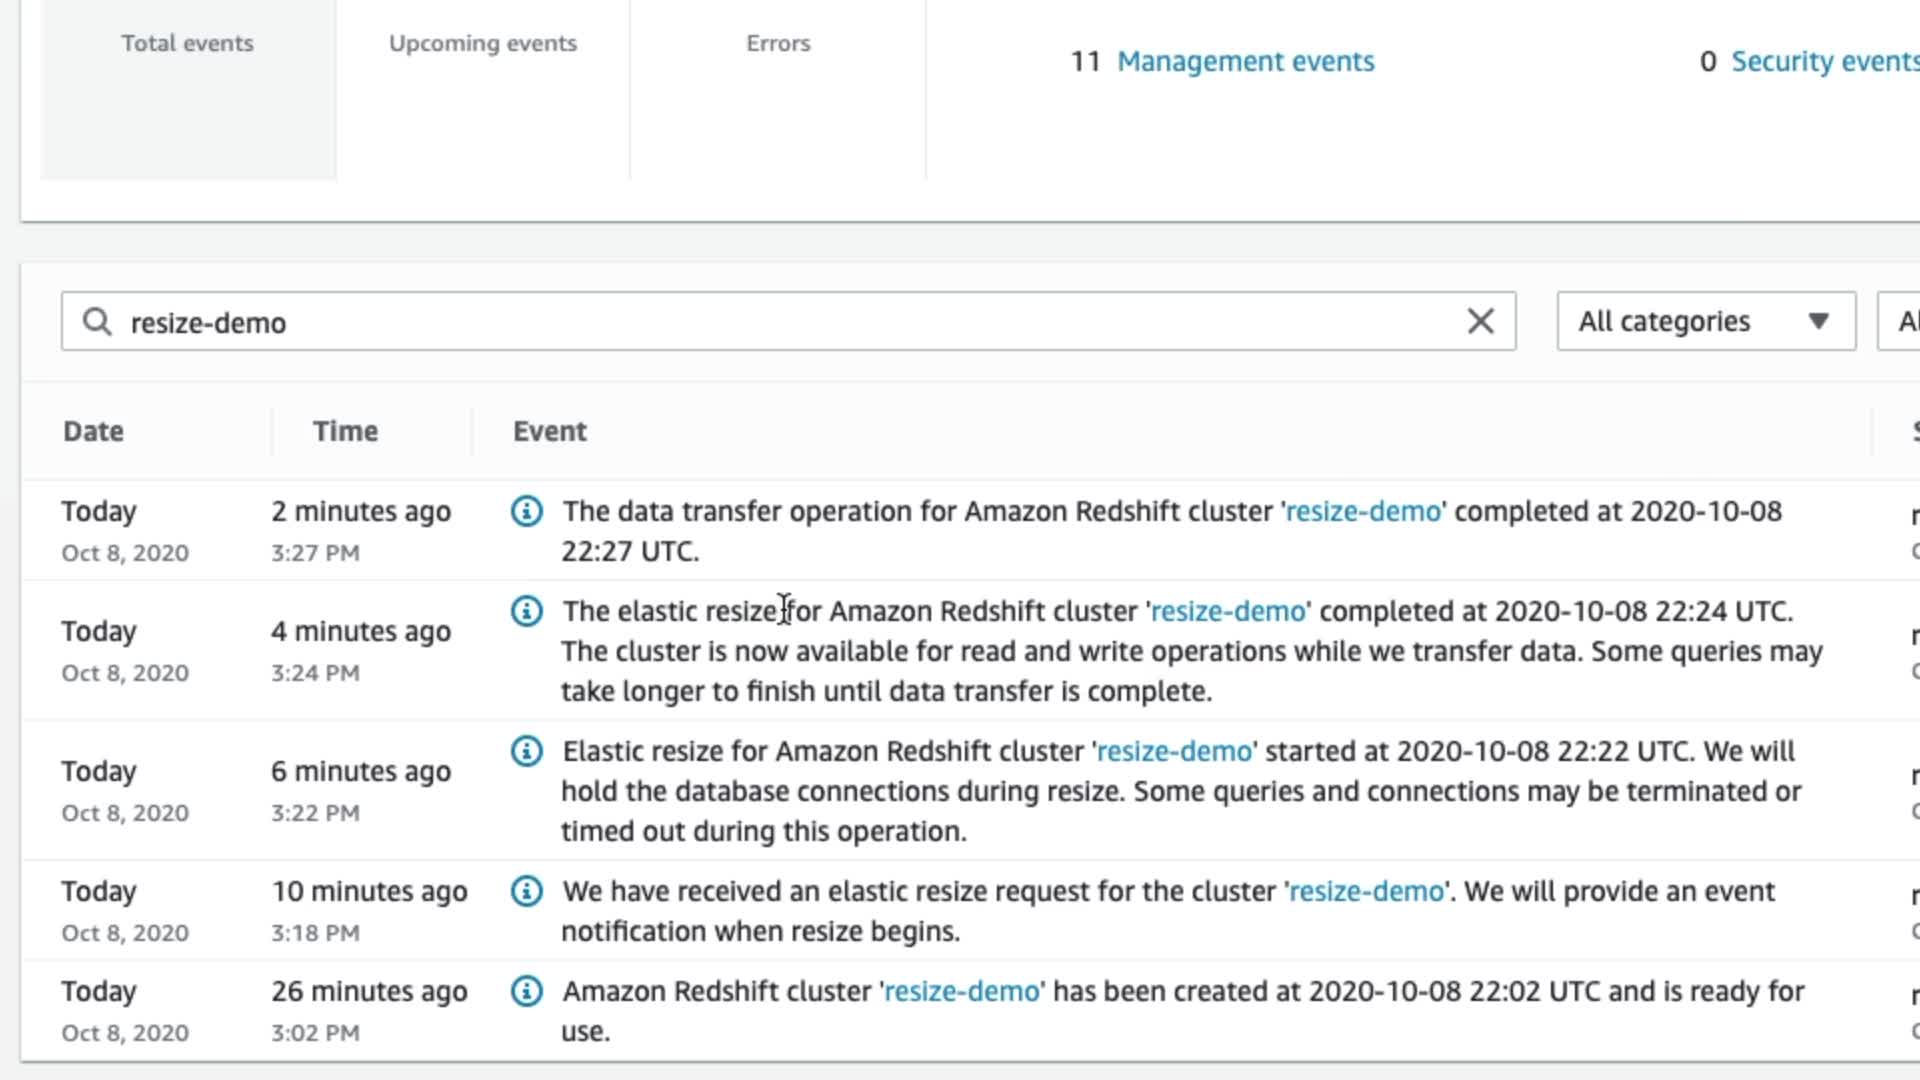 Total events
Upcoming events
Errors
11 Management events
0 Security events
resize-demo
All categories
Date
Time
Event
Today
Oct 8, 2020
2 minutes ago
3:27 PM
The data transfer operation for Amazon Redshift cluster 'resize-demo' completed at 2020-10-08
22:27 UTC.
Today
Oct 8, 2020
4 minutes ago
3:24 PM
The elastic resize for Amazon Redshift cluster 'resize-demo' completed at 2020-10-08 22:24 UTC.
The cluster is now available for read and write operations while we transfer data. Some queries may
take longer to finish until data transfer is complete.
Today
Oct 8, 2020
6 minutes ago
3:22 PM
Elastic resize for Amazon Redshift cluster 'resize-demo' started at 2020-10-08 22:22 UTC. We will
hold the database connections during resize. Some queries and connections may be terminated or
timed out during this operation.
Today
Oct 8, 2020
10 minutes ago
3:18 PM
We have received an elastic resize request for the cluster 'resize-demo'. We will provide an event
notification when resize begins.
Today
Oct 8, 2020
26 minutes ago
3:02 PM
Amazon Redshift cluster 'resize-demo' has been created at 2020-10-08 22:02 UTC and is ready for
use.